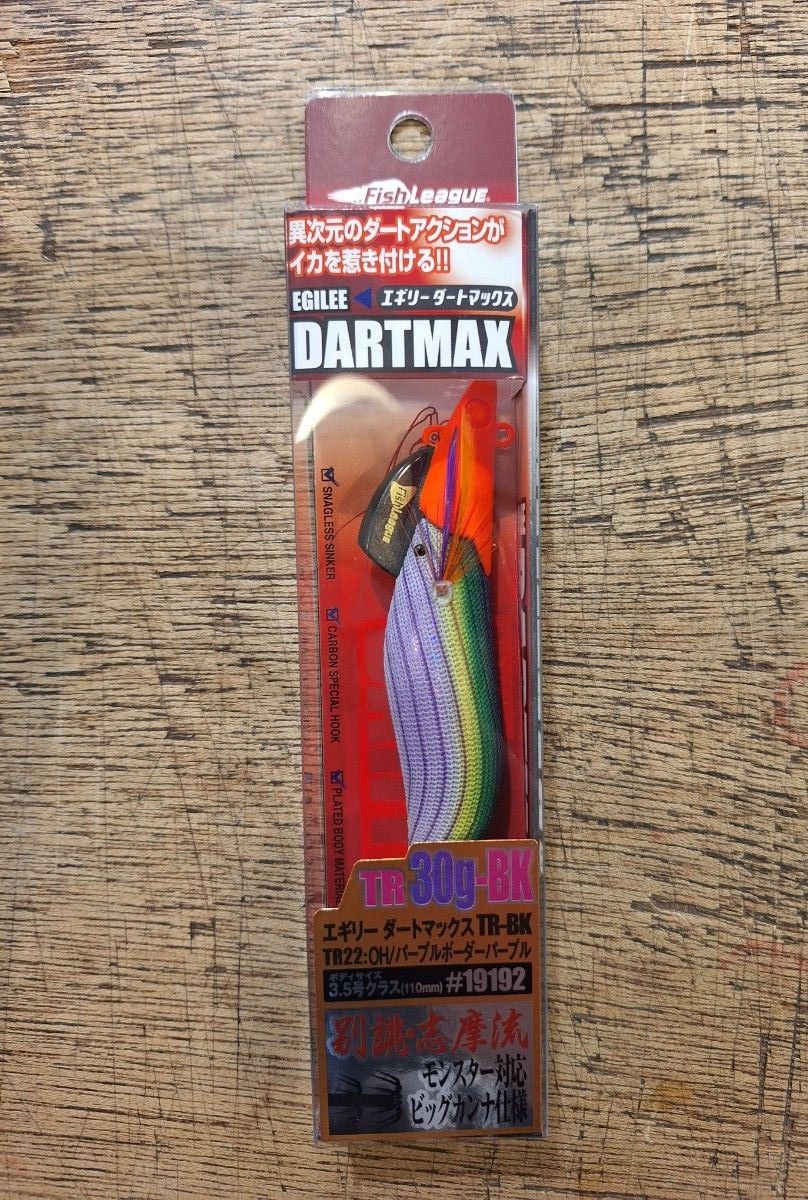 FishLeague
異次元のダートアクションが
イカを惹き付ける!!
EGILEE エギリーダートマックス
DARTMAX
FishLeague
SNAGLESS SINKER
CARBON SPECIAL HOOK
PLATED BODY MATERIAL
TR 30g-BK
エギリー ダートマックス TR-BK
TR22:OH/パープルボーダーパープル
ボディサイズ
3.5号クラス(110mm) #19192
別誂・志摩流
モンスター対応
ビッグカンナ仕様